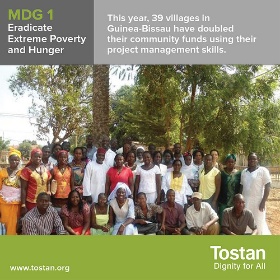 MDG 1
Eradicate
Extreme Poverty
and Hunger
This year, 39 villages in
Guinea-Bissau have doubled
their community funds using their
project management skills.
www.tostan.org
Tostan
Dignity for All